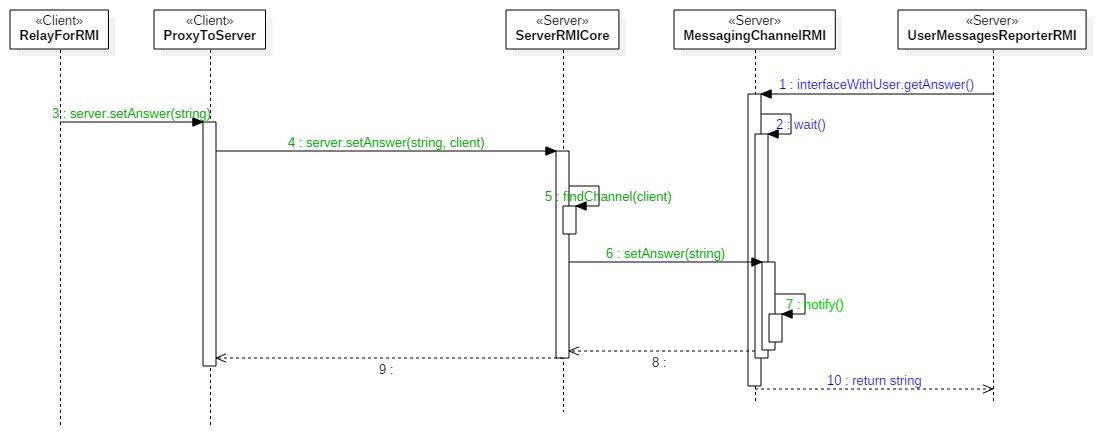 «Client»
RelayForRMI
«Client»
ProxyToServer
«Server»
ServerRMICore
«Server»
MessagingChannelRMI
«Server»
UserMessagesReporterRMI
1 : interfaceWithUser.getAnswer()
2 : wait()
3 : server.setAnswer(string)
4 : server.setAnswer(string, client)
5 : findChannel(client)
6 : setAnswer(string)
7 : notify()
8 :
9 :
10 : return string